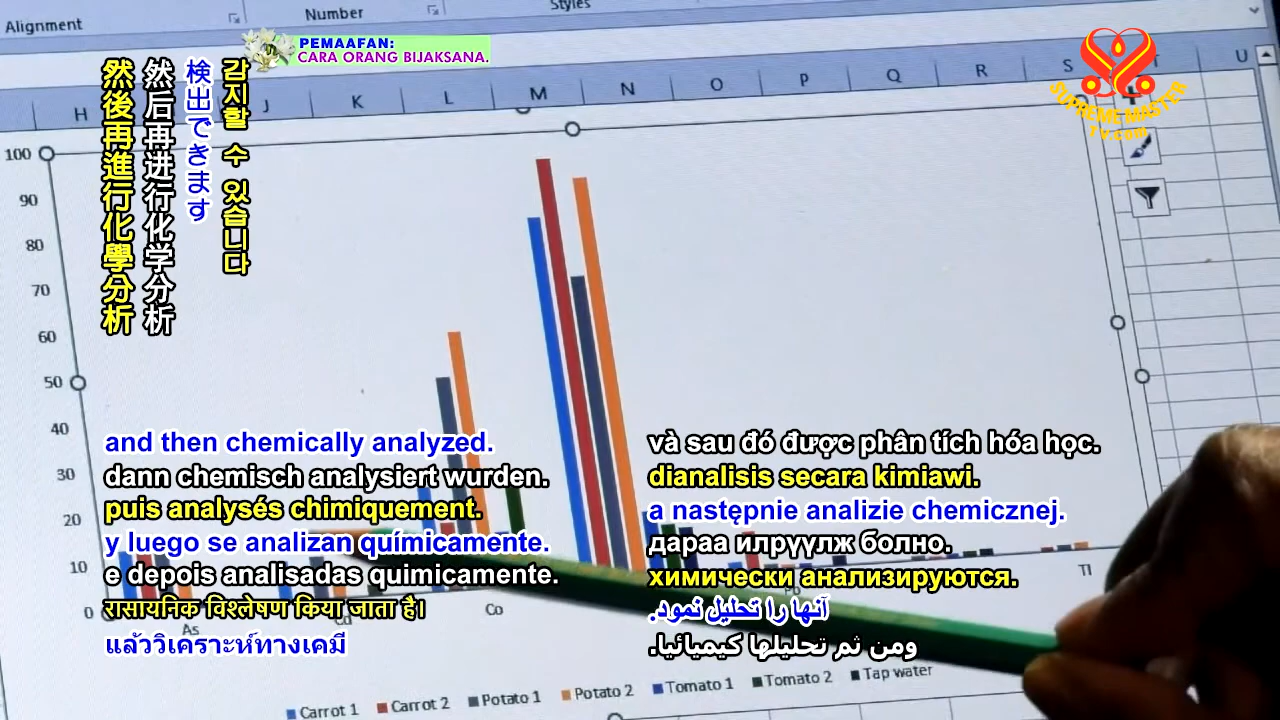 Alignment
Number
Styles
PEMAAFAN:
CARA ORANG BIJAKSANA.
SUPREME MASTER
TV.com
H J K L M N O P Q R S T U
감지할 수 있습니다
検出できます
然后再进行化学分析
然後再進行化學分析
100
90
80
70
60
50
40
30
20
10
0
and then chemically analyzed.
dann chemisch analysiert wurden.
puis analysés chimiquement.
y luego se analizan químicamente.
e depois analisadas quimicamente.
रासायनिक विश्लेषण किया जाता है।
แล้ววิเคราะห์ทางเคมี
và sau đó được phân tích hóa học.
dianalisis secara kimiawi.
a następnie analizie chemicznej.
дараа илрүүлж болно.
химически анализируются.
آنها را تحلیل نمود.
ومن ثم تحليلها كيميائيا.
As Cd Co Pb Tl
Carrot 1 Carrot 2 Potato 1 Potato 2 Tomato 1 Tomato 2 Tap water